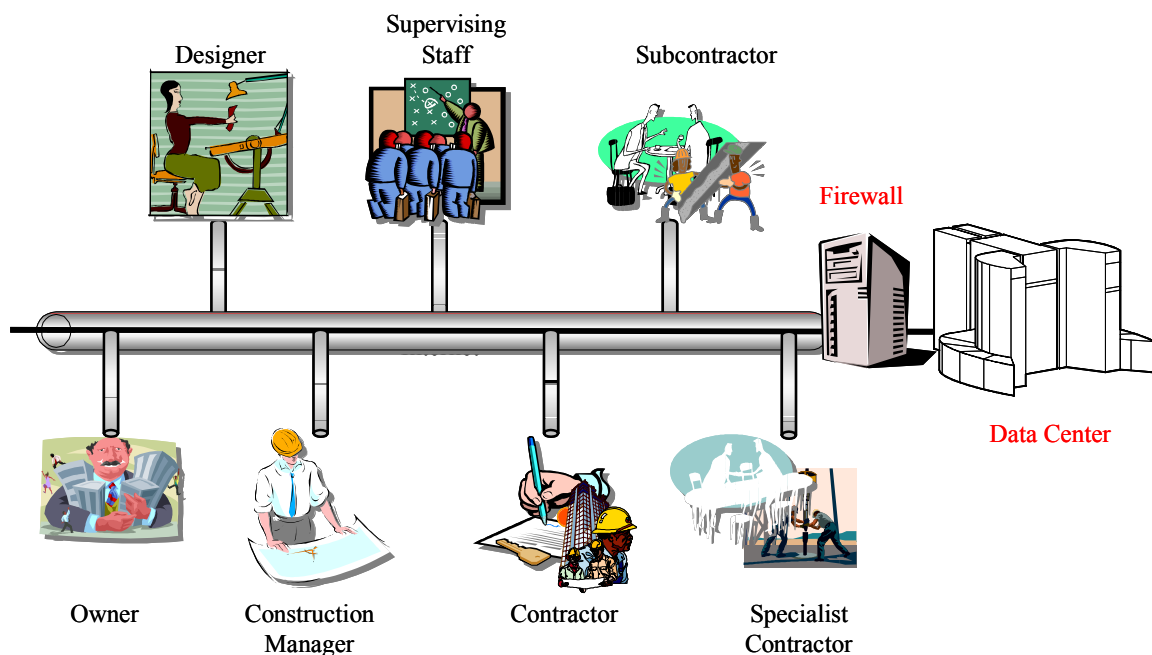 Designer
Supervising
Staff
Subcontractor
Firewall
Data Center
Owner
Construction
Manager
Contractor
Specialist
Contractor